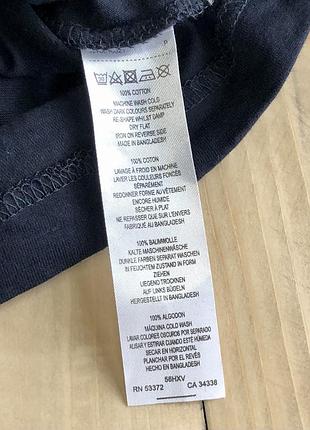 P
100% COTTON
MACHINE WASH COLD
WASH DARK COLOURS SEPARATELY
RE-SHAPE WHILST DAMP
DRY FLAT
IRON ON REVERSE SIDE
MADE IN BANGLADESH
100% COTON
LAVAGE À FROID EN MACHINE
LAVER LES COULEURS FONCÉS
SÉPARÉMENT
REDONNER FORME AU VÊTEMENT
ENCORE HUMIDE
SÉCHER À PLAT
NE REPASSER QUE SUR L'ENVERS
FABRIQUÉ AU BANGLADESH
100% BAUMWOLLE
KALTE MASCHINENWÄSCHE
DUNKLE FARBEN SEPARAT WASCHEN
IN FEUCHTEM ZUSTAND IN FORM
ZIEHEN
LIEGEND TROCKNEN
AUF LINKS BÜGELN
HERGESTELLT IN BANGLADESH
100% ALGODON
MÁQUINA COLD WASH
LAVAR COLORES OSCUROS POR SEPARADO
ALISAR Y ESTIRAR CUANDO ESTÉ HÚMEDO
SECAR EN HORIZONTAL
PLANCHAR POR EL REVÉS
HECHO EN BANGLADESH
56HXV
RN 53372 CA 34338